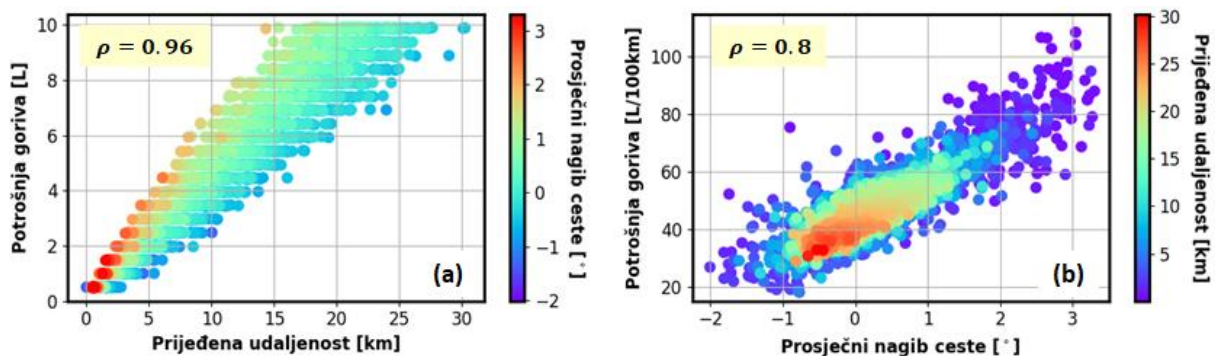 ρ = 0.96
Potrošnja goriva [L]
10
8
6
4
2
0
0 5 10 15 20 25 30
Prijeđena udaljenost [km]
(a)
3
2
1
0
−1
−2
Prosječni nagib ceste [°]
ρ = 0.8
Potrošnja goriva [L/100km]
100
80
60
40
20
−2 −1 0 1 2 3
Prosječni nagib ceste [°]
(b)
30
25
20
15
10
5
Prijeđena udaljenost [km]